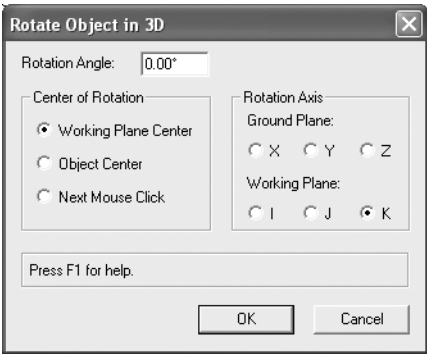 Rotate Object in 3D
Rotation Angle: 0.00°
Center of Rotation
Working Plane Center
Object Center
Next Mouse Click
Rotation Axis
Ground Plane:
X Y Z
Working Plane:
I J K
Press F1 for help.
OK Cancel